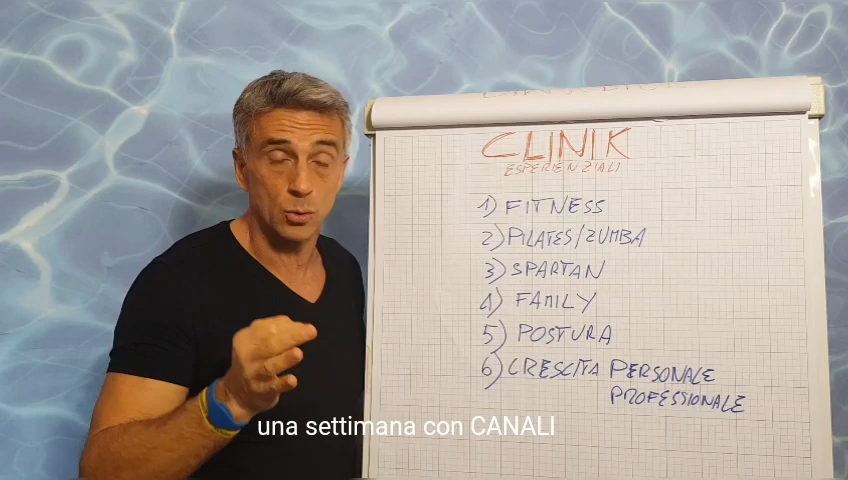 CLINIK
ESPERIENZIALI
1) FITNESS
2) PILATES/ZUMBA
3) SPARTAN
4) FAMILY
5) POSTURA
6) CRESCITA PERSONALE
PROFESSIONALE
una settimana con CANALI